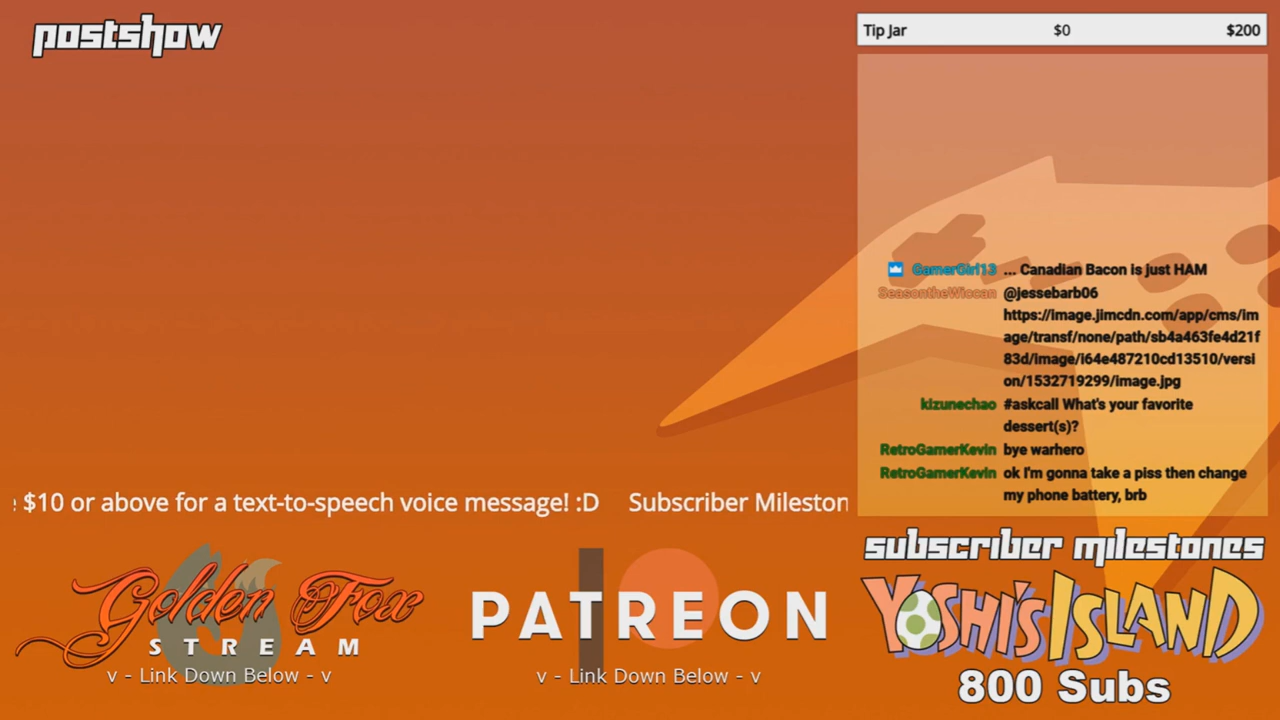 postshow
Tip Jar $0 $200
GamerGirl13 ... Canadian Bacon is just HAM
SeasontheWiccan @jessebarb06
https://image.jimcdn.com/app/cms/im
age/transf/none/path/sb4a463fe4d21f
83d/image/i64e487210cd13510/versi
on/1532719299/image.jpg
kizunechao #askcall What's your favorite
dessert(s)?
RetroGamerKevin bye warhero
RetroGamerKevin ok I'm gonna take a piss then change
my phone battery, brb
$10 or above for a text-to-speech voice message! :D Subscriber Mileston
subscriber milestones
Golden Fox
STREAM
v - Link Down Below - v
PATREON
v - Link Down Below - v
YOSHI'S ISLAND
800 Subs